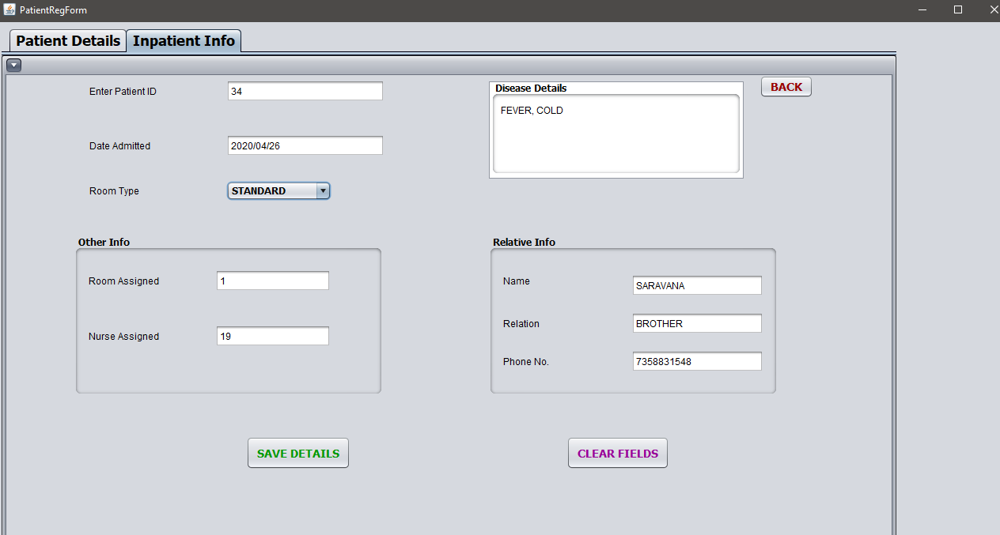 PatientRegForm
Patient Details Inpatient Info
Enter Patient ID 34
Date Admitted 2020/04/26
Room Type STANDARD
Disease Details
FEVER, COLD
BACK
Other Info
Room Assigned 1
Nurse Assigned 19
Relative Info
Name SARAVANA
Relation BROTHER
Phone No. 7358831548
SAVE DETAILS
CLEAR FIELDS